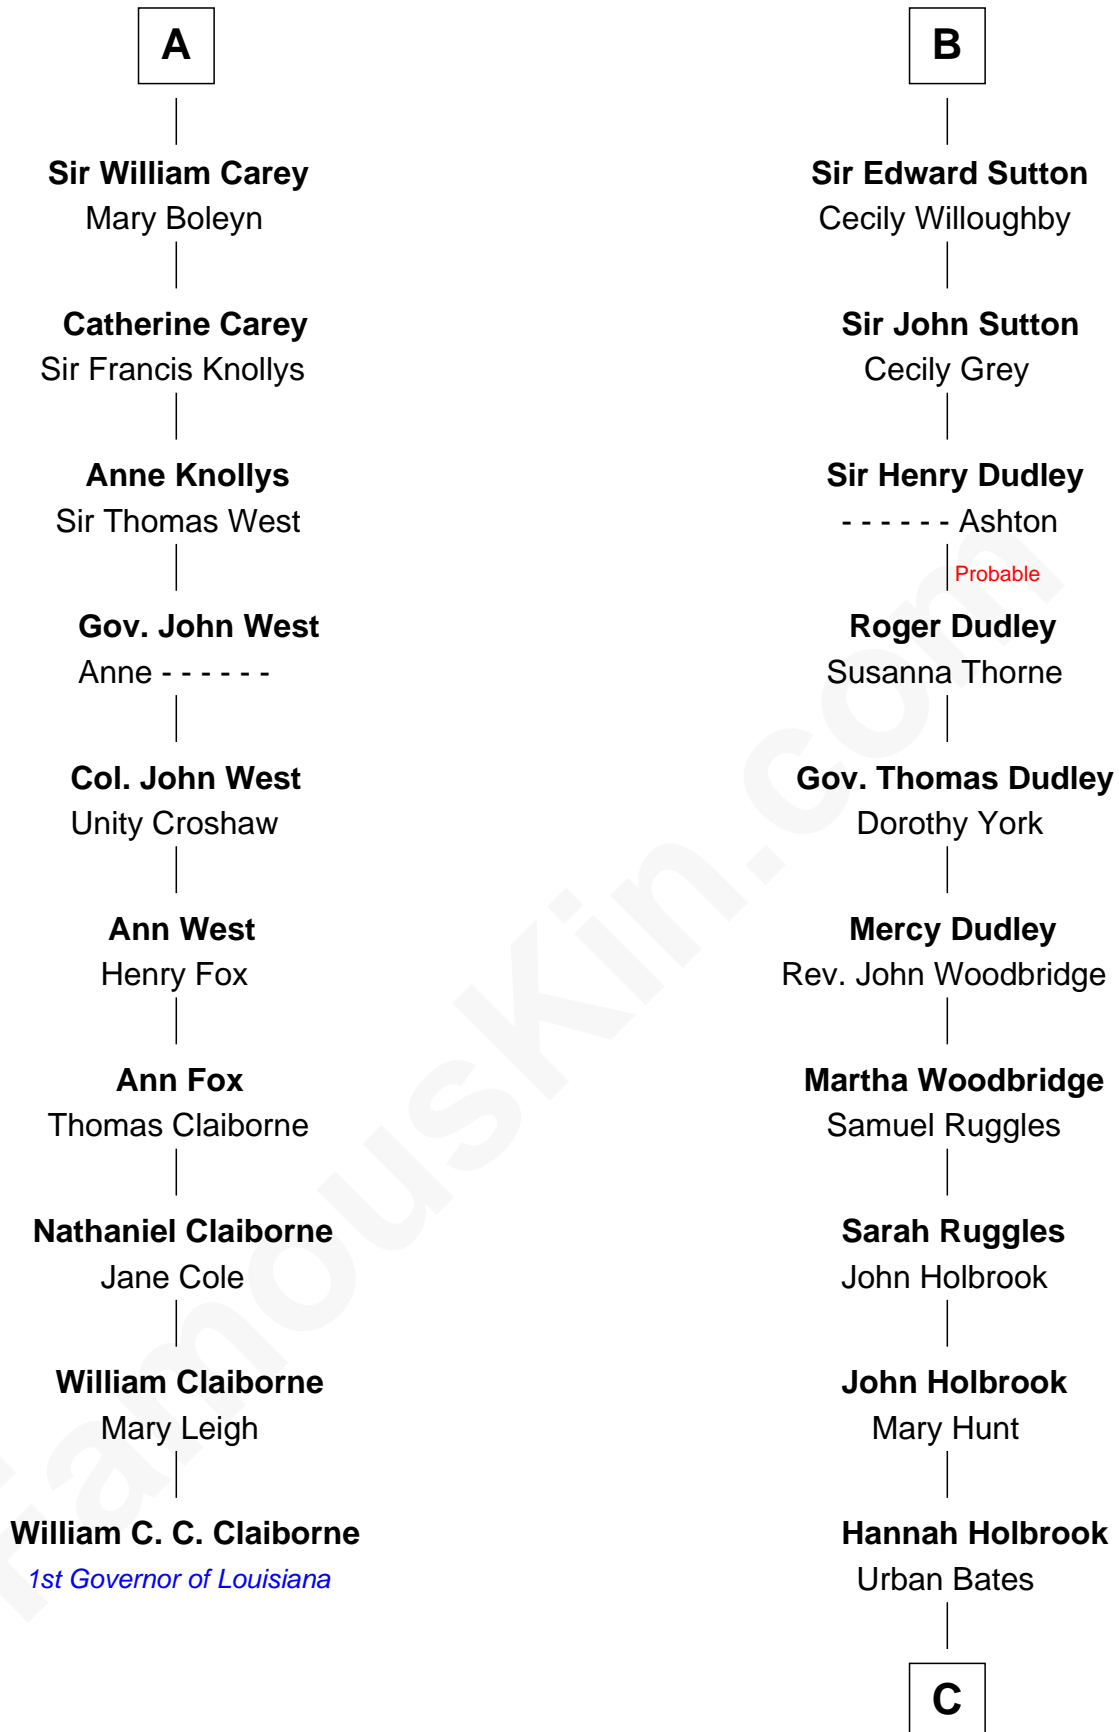 A
Sir William Carey
Mary Boleyn
Catherine Carey
Sir Francis Knollys
Anne Knollys
Sir Thomas West
Gov. John West
Anne - - - - - -
Col. John West
Unity Croshaw
Ann West
Henry Fox
Ann Fox
Thomas Claiborne
Nathaniel Claiborne
Jane Cole
William Claiborne
Mary Leigh
William C. C. Claiborne
1st Governor of Louisiana
B
Sir Edward Sutton
Cecily Willoughby
Sir John Sutton
Cecily Grey
Sir Henry Dudley
- - - - - - Ashton
Probable
Roger Dudley
Susanna Thorne
Gov. Thomas Dudley
Dorothy York
Mercy Dudley
Rev. John Woodbridge
Martha Woodbridge
Samuel Ruggles
Sarah Ruggles
John Holbrook
John Holbrook
Mary Hunt
Hannah Holbrook
Urban Bates
C
FamousKin.com